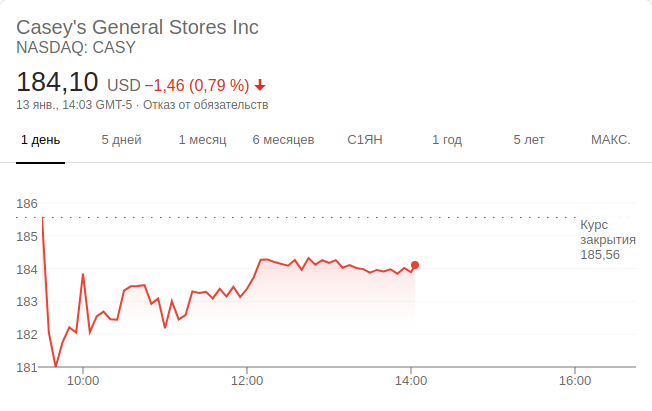 Casey's General Stores Inc
NASDAQ: CASY
184,10 USD −1,46 (0,79 %)
13 янв., 14:03 GMT-5 · Отказ от обязательств
1 день 5 дней 1 месяц 6 месяцев С1ЯН 1 год 5 лет МАКС.
186
185
184
183
182
181
Курс
закрытия
185,56
10:00 12:00 14:00 16:00